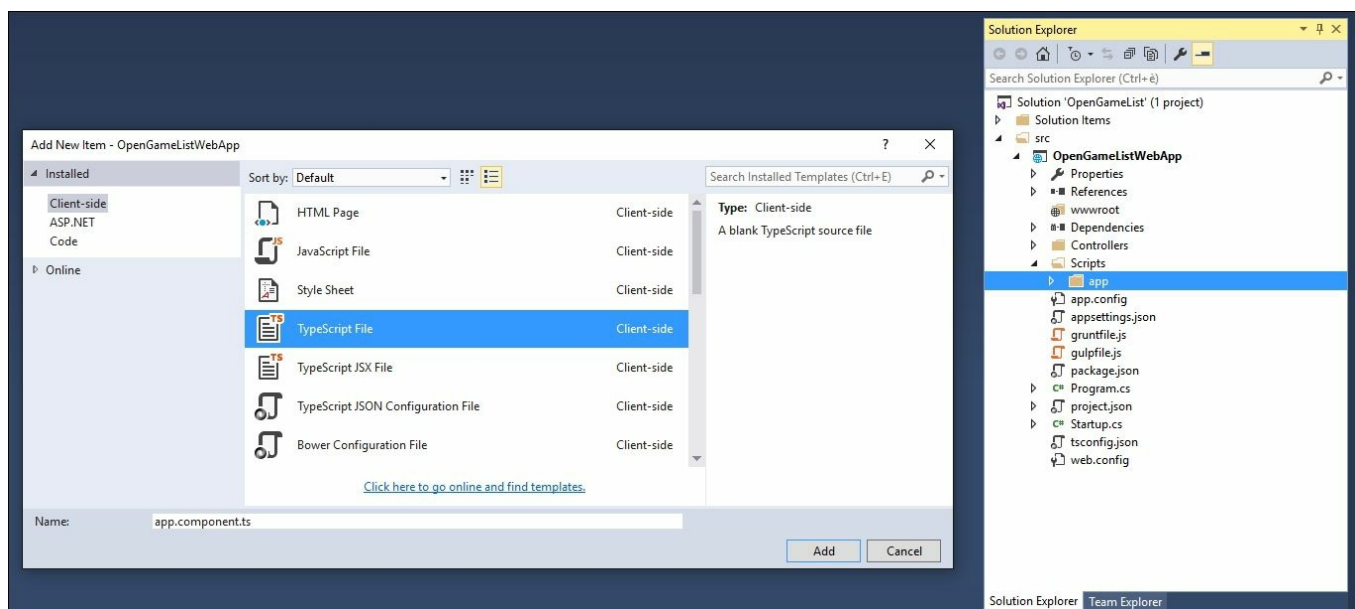 Add New Item - OpenGameListWebApp
? X
Installed
Client-side
ASP.NET
Code
Online
Sort by: Default
Search Installed Templates (Ctrl+E)
HTML Page Client-side
JavaScript File Client-side
Style Sheet Client-side
TypeScript File Client-side
TypeScript JSX File Client-side
TypeScript JSON Configuration File Client-side
Bower Configuration File Client-side
Click here to go online and find templates.
Type: Client-side
A blank TypeScript source file
Name: app.component.ts
Add Cancel
Solution Explorer
Search Solution Explorer (Ctrl+è)
Solution 'OpenGameList' (1 project)
Solution Items
src
OpenGameListWebApp
Properties
References
wwwroot
Dependencies
Controllers
Scripts
app
app.config
appsettings.json
gruntfile.js
gulpfile.js
package.json
C# Program.cs
project.json
C# Startup.cs
tsconfig.json
web.config
Solution Explorer Team Explorer